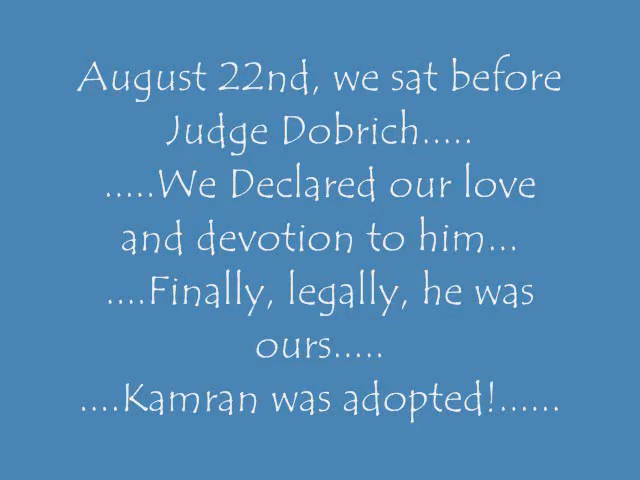 August 22nd, we sat before
Judge Dobrich.....
.....We Declared our love
and devotion to him...
....Finally, legally, he was
ours.....
....Kamran was adopted!......